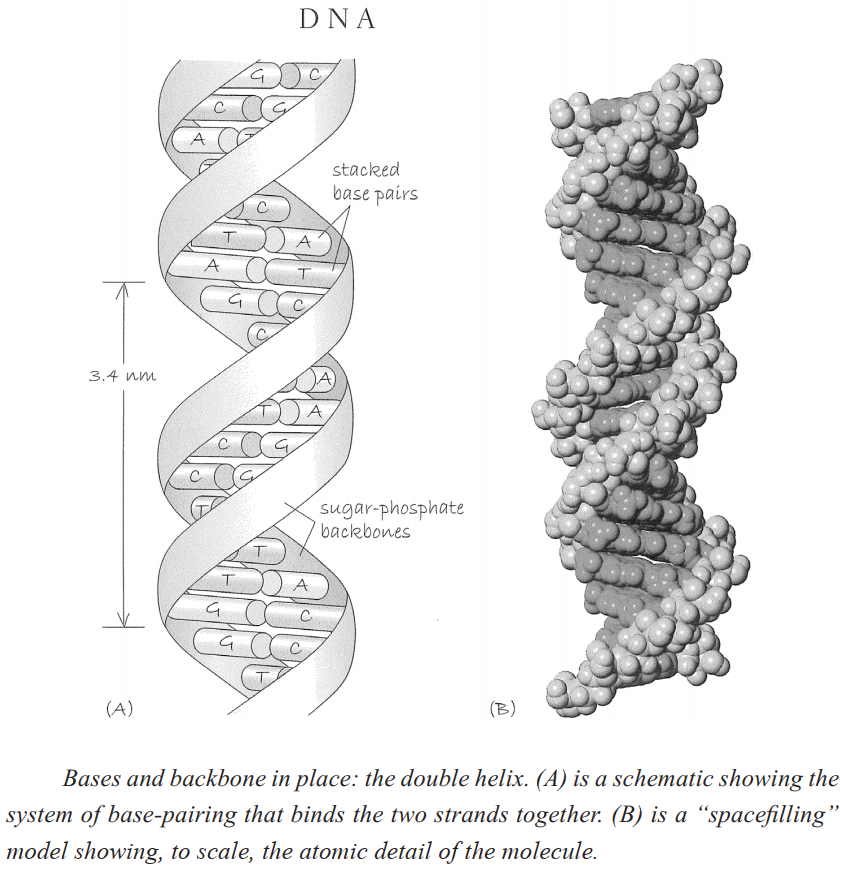 DNA
G C
C G
A T
T
C
T A
A T
G C
C
A
T A
C G
C G
T
T
T A
G C
G C
T
stacked
base pairs
3.4 nm
sugar-phosphate
backbones
(A)
(B)
Bases and backbone in place: the double helix. (A) is a schematic showing the
system of base-pairing that binds the two strands together. (B) is a “spacefilling”
model showing, to scale, the atomic detail of the molecule.